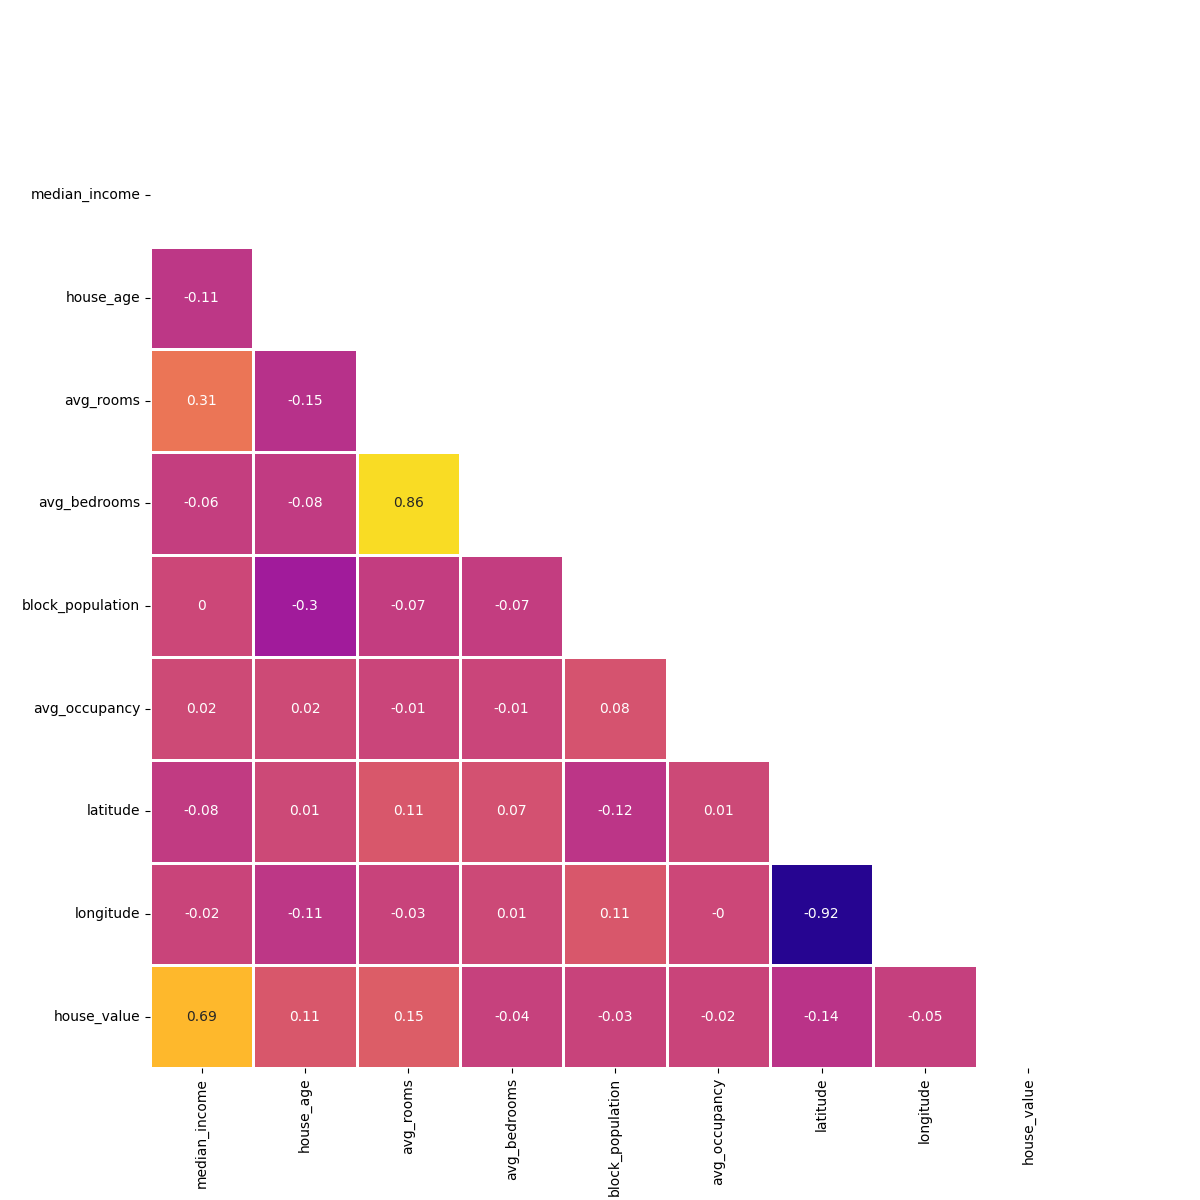 median_income
house_age -0.11
avg_rooms 0.31 -0.15
avg_bedrooms -0.06 -0.08 0.86
block_population 0 -0.3 -0.07 -0.07
avg_occupancy 0.02 0.02 -0.01 -0.01 0.08
latitude -0.08 0.01 0.11 0.07 -0.12 0.01
longitude -0.02 -0.11 -0.03 0.01 0.11 -0 -0.92
house_value 0.69 0.11 0.15 -0.04 -0.03 -0.02 -0.14 -0.05
median_income
house_age
avg_rooms
avg_bedrooms
block_population
avg_occupancy
latitude
longitude
house_value